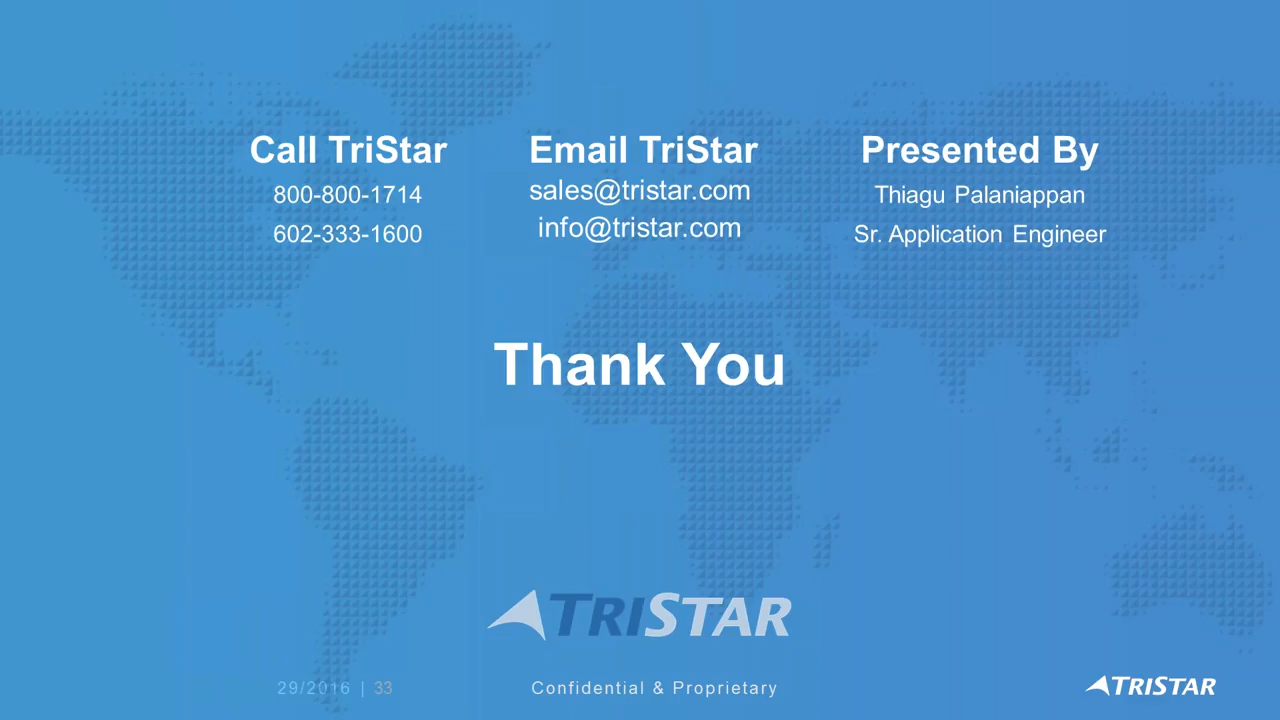 Call TriStar
800-800-1714
602-333-1600
Email TriStar
sales@tristar.com
info@tristar.com
Presented By
Thiagu Palaniappan
Sr. Application Engineer
Thank You
TRISTAR
29/2016 | 33
Confidential & Proprietary
TRISTAR